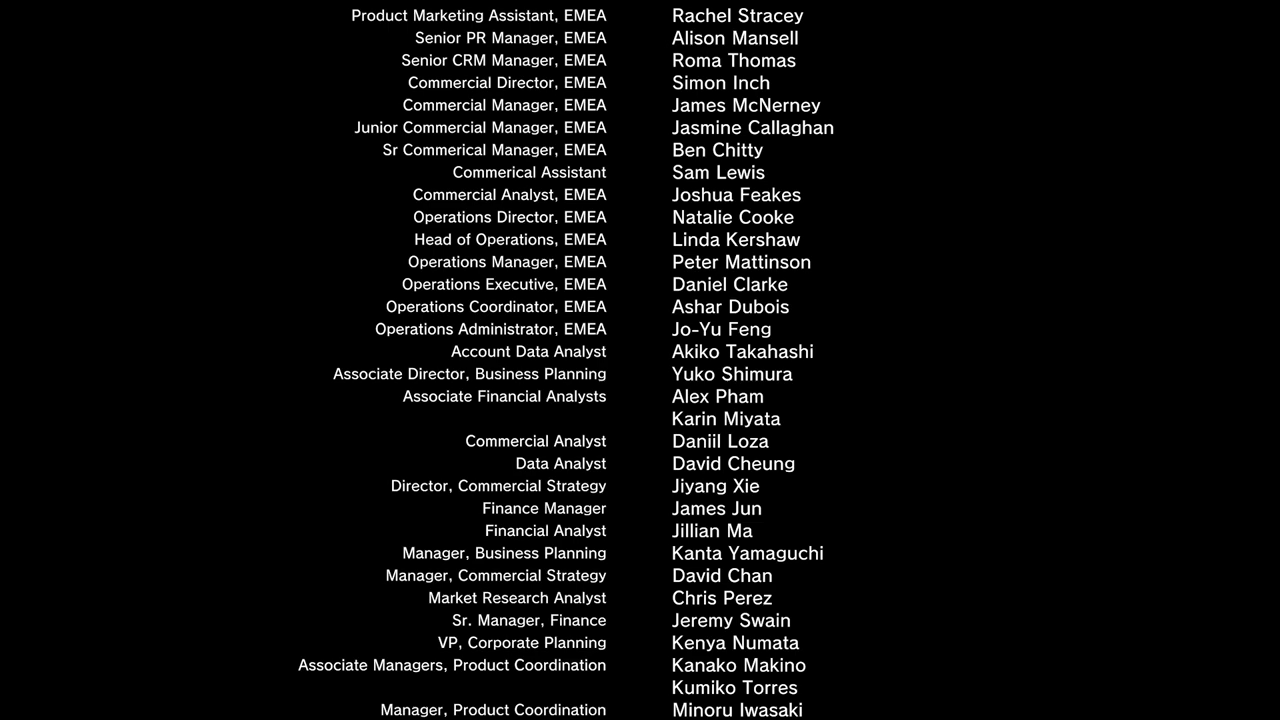 Product Marketing Assistant, EMEA Rachel Stracey
Senior PR Manager, EMEA Alison Mansell
Senior CRM Manager, EMEA Roma Thomas
Commercial Director, EMEA Simon Inch
Commercial Manager, EMEA James McNerney
Junior Commercial Manager, EMEA Jasmine Callaghan
Sr Commerical Manager, EMEA Ben Chitty
Commerical Assistant Sam Lewis
Commercial Analyst, EMEA Joshua Feakes
Operations Director, EMEA Natalie Cooke
Head of Operations, EMEA Linda Kershaw
Operations Manager, EMEA Peter Mattinson
Operations Executive, EMEA Daniel Clarke
Operations Coordinator, EMEA Ashar Dubois
Operations Administrator, EMEA Jo-Yu Feng
Account Data Analyst Akiko Takahashi
Associate Director, Business Planning Yuko Shimura
Associate Financial Analysts Alex Pham
Karin Miyata
Commercial Analyst Daniil Loza
Data Analyst David Cheung
Director, Commercial Strategy Jiyang Xie
Finance Manager James Jun
Financial Analyst Jillian Ma
Manager, Business Planning Kanta Yamaguchi
Manager, Commercial Strategy David Chan
Market Research Analyst Chris Perez
Sr. Manager, Finance Jeremy Swain
VP, Corporate Planning Kenya Numata
Associate Managers, Product Coordination Kanako Makino
Kumiko Torres
Manager, Product Coordination Minoru Iwasaki